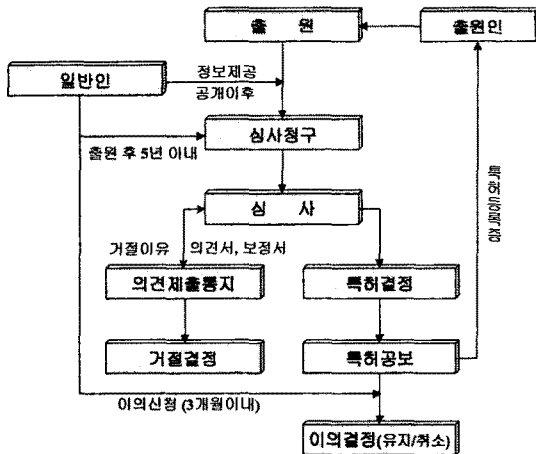 출 원
출원인
일반인
정보제공
공개이후
심사청구
출원 후 5년 이내
특허등록증
심 사
거절이유 의견서, 보정서
의견제출통지
특허결정
거절결정
특허공보
이의신청 (3개월이내)
이의결정(유지/취소)